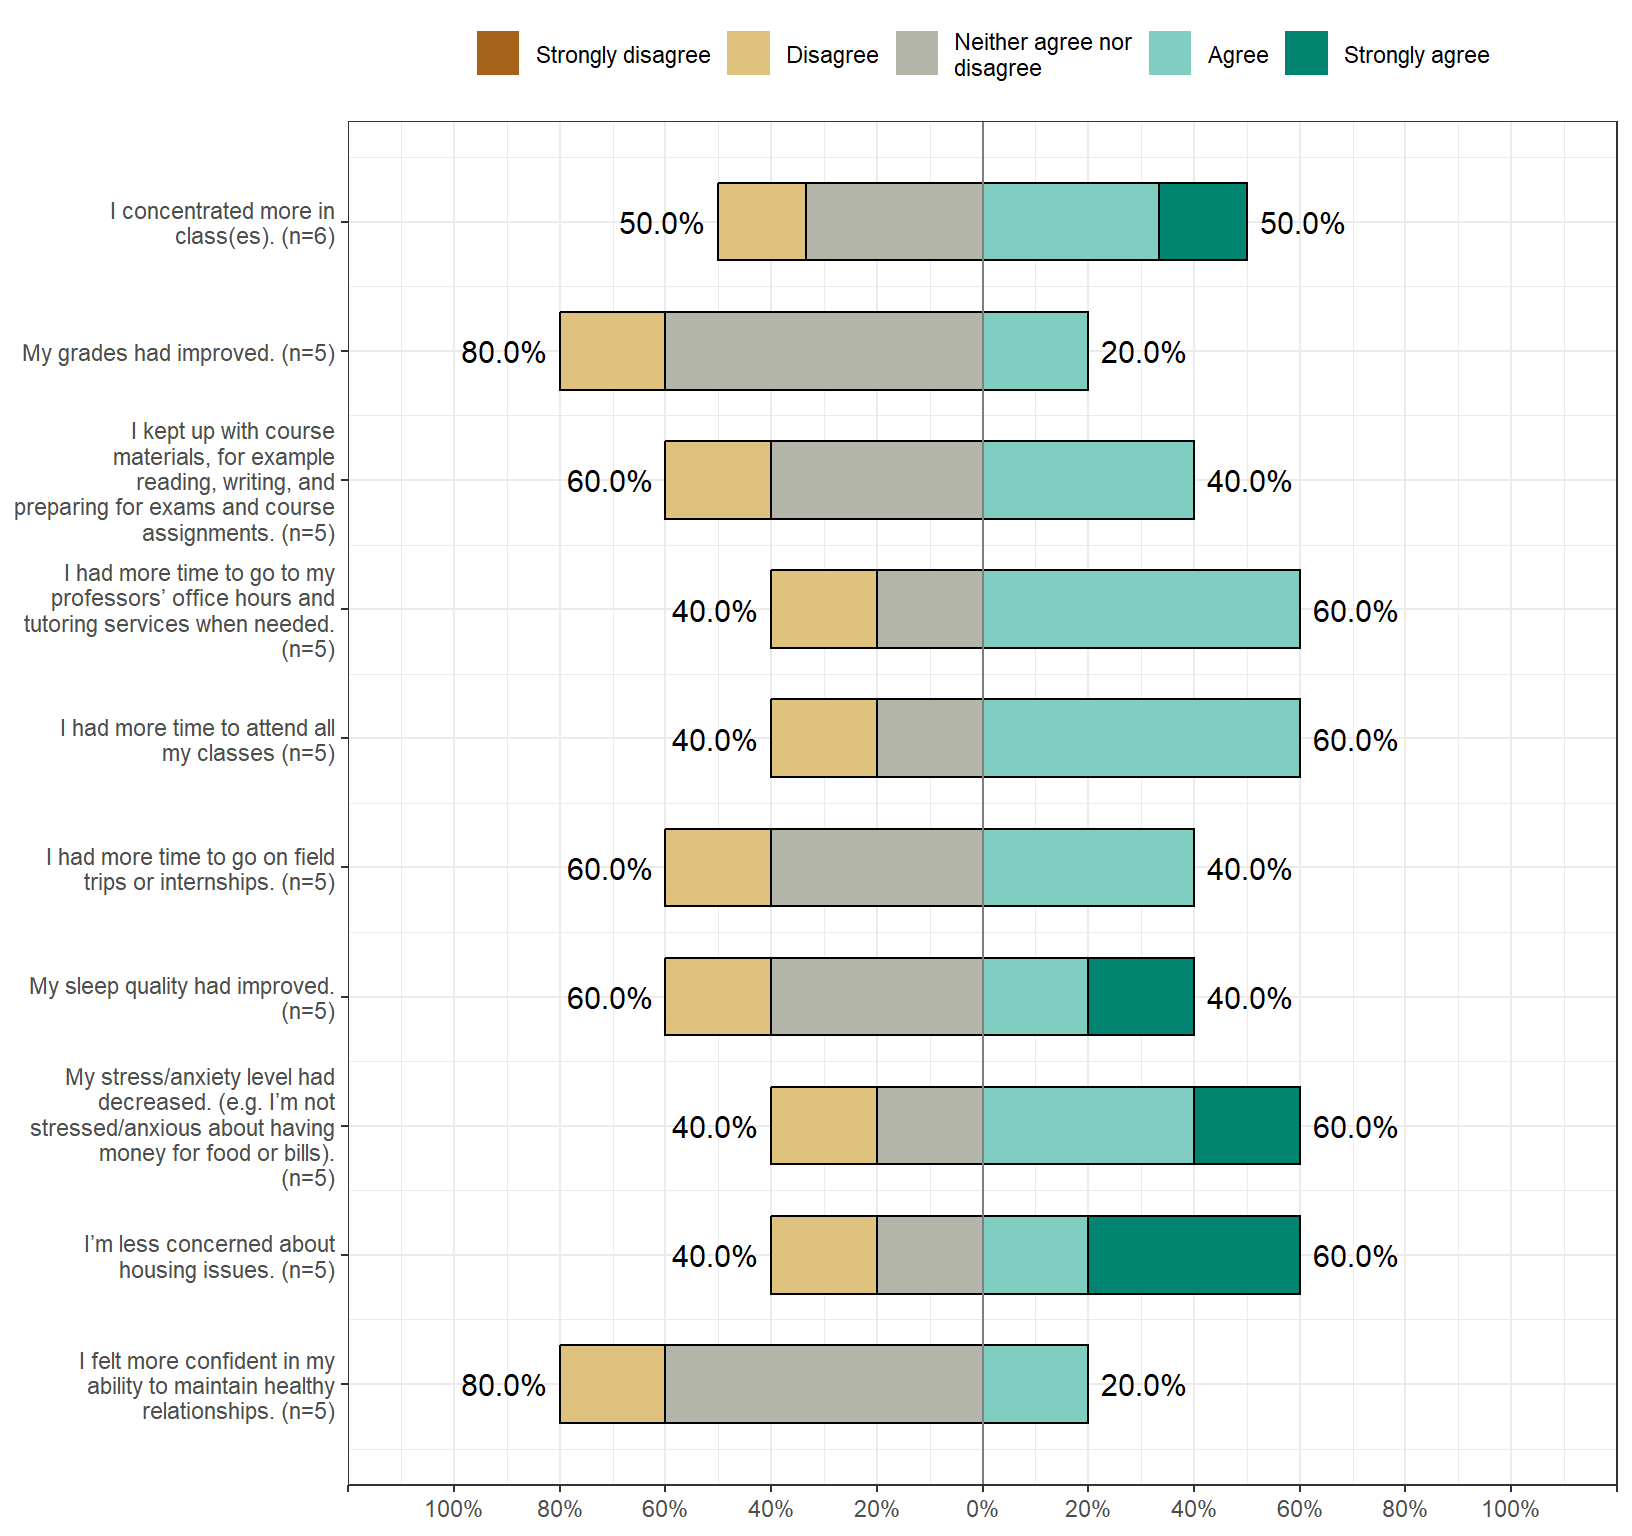 Strongly disagree
Disagree
Neither agree nor
disagree
Agree
Strongly agree
I concentrated more in
class(es). (n=6)
50.0%
50.0%
My grades had improved. (n=5)
80.0%
20.0%
I kept up with course
materials, for example
reading, writing, and
preparing for exams and course
assignments. (n=5)
60.0%
40.0%
I had more time to go to my
professors’ office hours and
tutoring services when needed.
(n=5)
40.0%
60.0%
I had more time to attend all
my classes (n=5)
40.0%
60.0%
I had more time to go on field
trips or internships. (n=5)
60.0%
40.0%
My sleep quality had improved.
(n=5)
60.0%
40.0%
My stress/anxiety level had
decreased. (e.g. I’m not
stressed/anxious about having
money for food or bills).
(n=5)
40.0%
60.0%
I’m less concerned about
housing issues. (n=5)
40.0%
60.0%
I felt more confident in my
ability to maintain healthy
relationships. (n=5)
80.0%
20.0%
100% 80% 60% 40% 20% 0% 20% 40% 60% 80% 100%